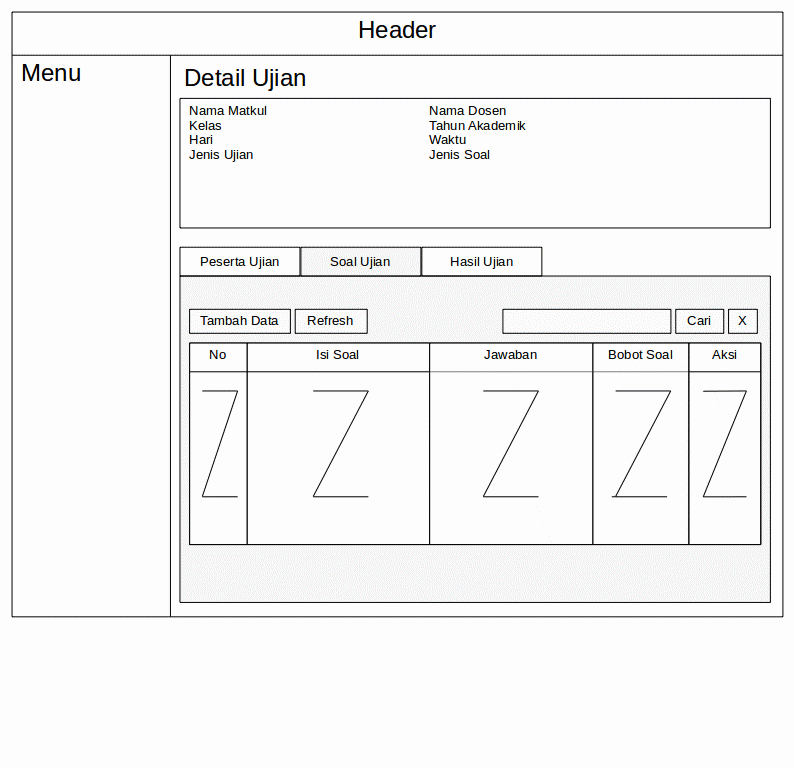 Header
Menu
Detail Ujian
Nama Matkul Nama Dosen
Kelas Tahun Akademik
Hari Waktu
Jenis Ujian Jenis Soal
Peserta Ujian Soal Ujian Hasil Ujian
Tambah Data Refresh Cari X
No Isi Soal Jawaban Bobot Soal Aksi